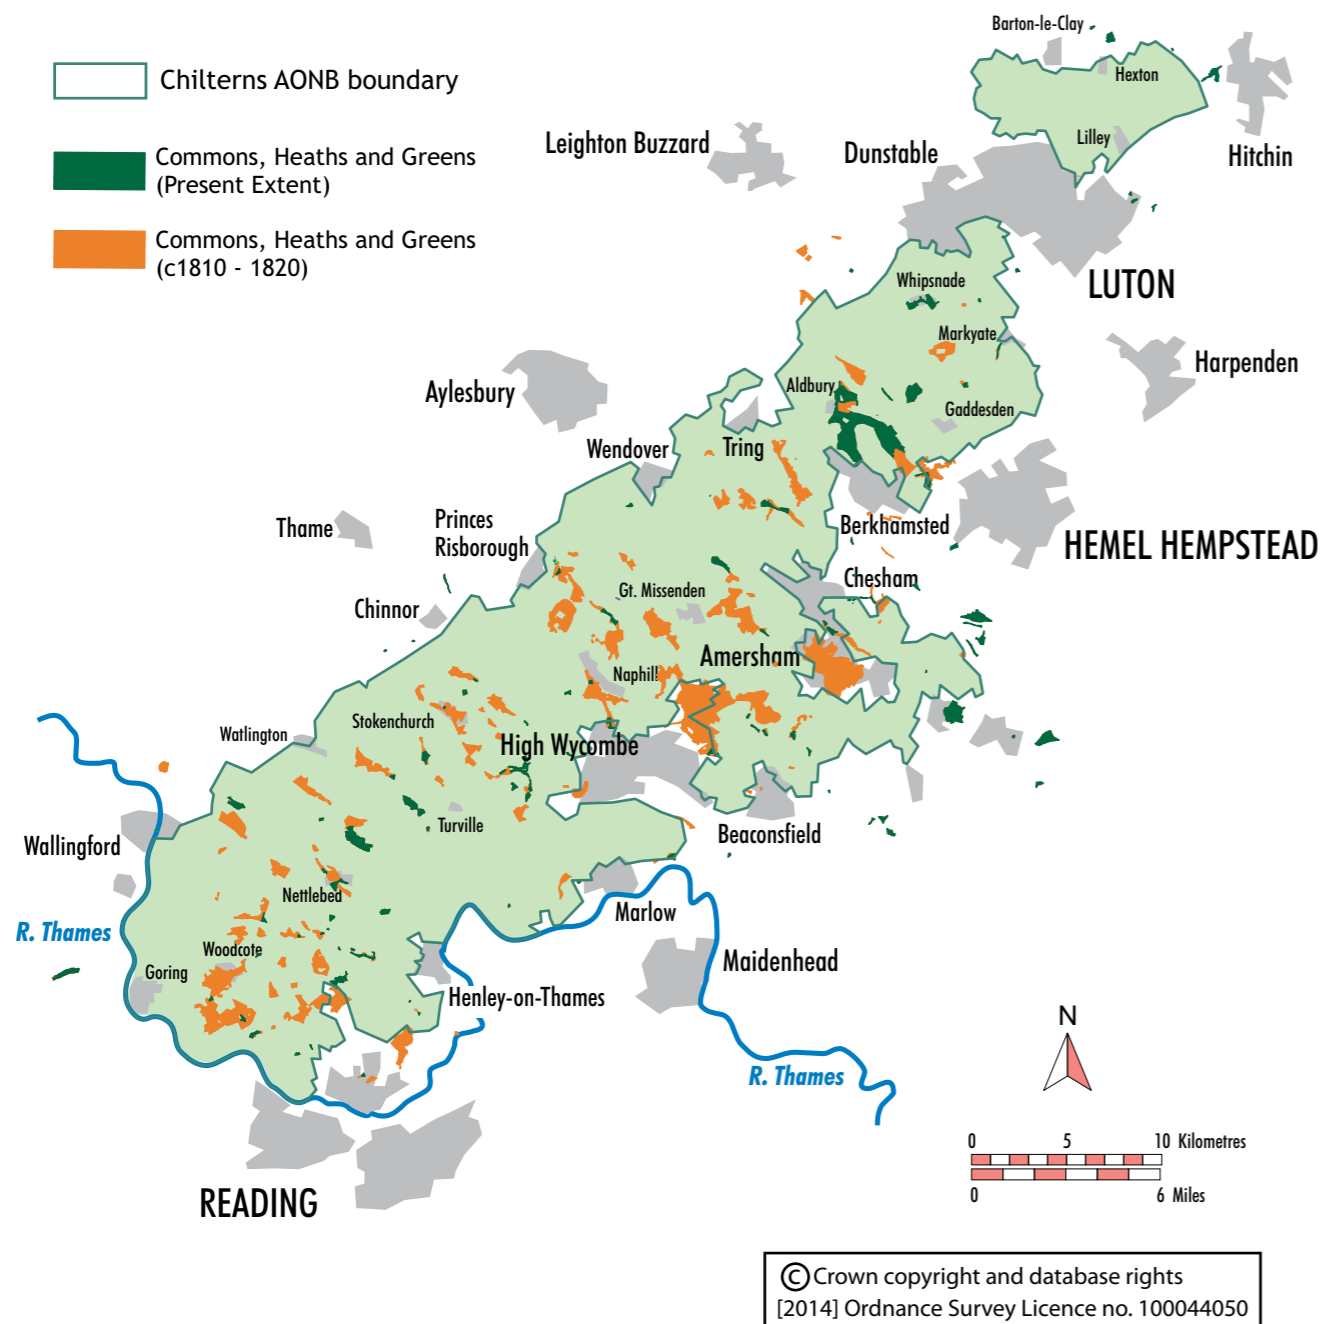 Chilterns AONB boundary
Commons, Heaths and Greens
(Present Extent)
Commons, Heaths and Greens
(c1810 - 1820)
Barton-le-Clay
Hexton
Lilley
Hitchin
Leighton Buzzard
Dunstable
LUTON
Whipsnade
Markyate
Harpenden
Aylesbury
Aldbury
Gaddesden
Wendover
Tring
Thame
Princes
Risborough
Berkhamsted
HEMEL HEMPSTEAD
Chinnor
Gt. Missenden
Chesham
Amersham
Naphill
Stokenchurch
Watlington
High Wycombe
Turville
Beaconsfield
Wallingford
Nettlebed
R. Thames
Marlow
Woodcote
Goring
Maidenhead
Henley-on-Thames
R. Thames
READING
N
0 5 10 Kilometres
0 6 Miles
© Crown copyright and database rights
[2014] Ordnance Survey Licence no. 100044050